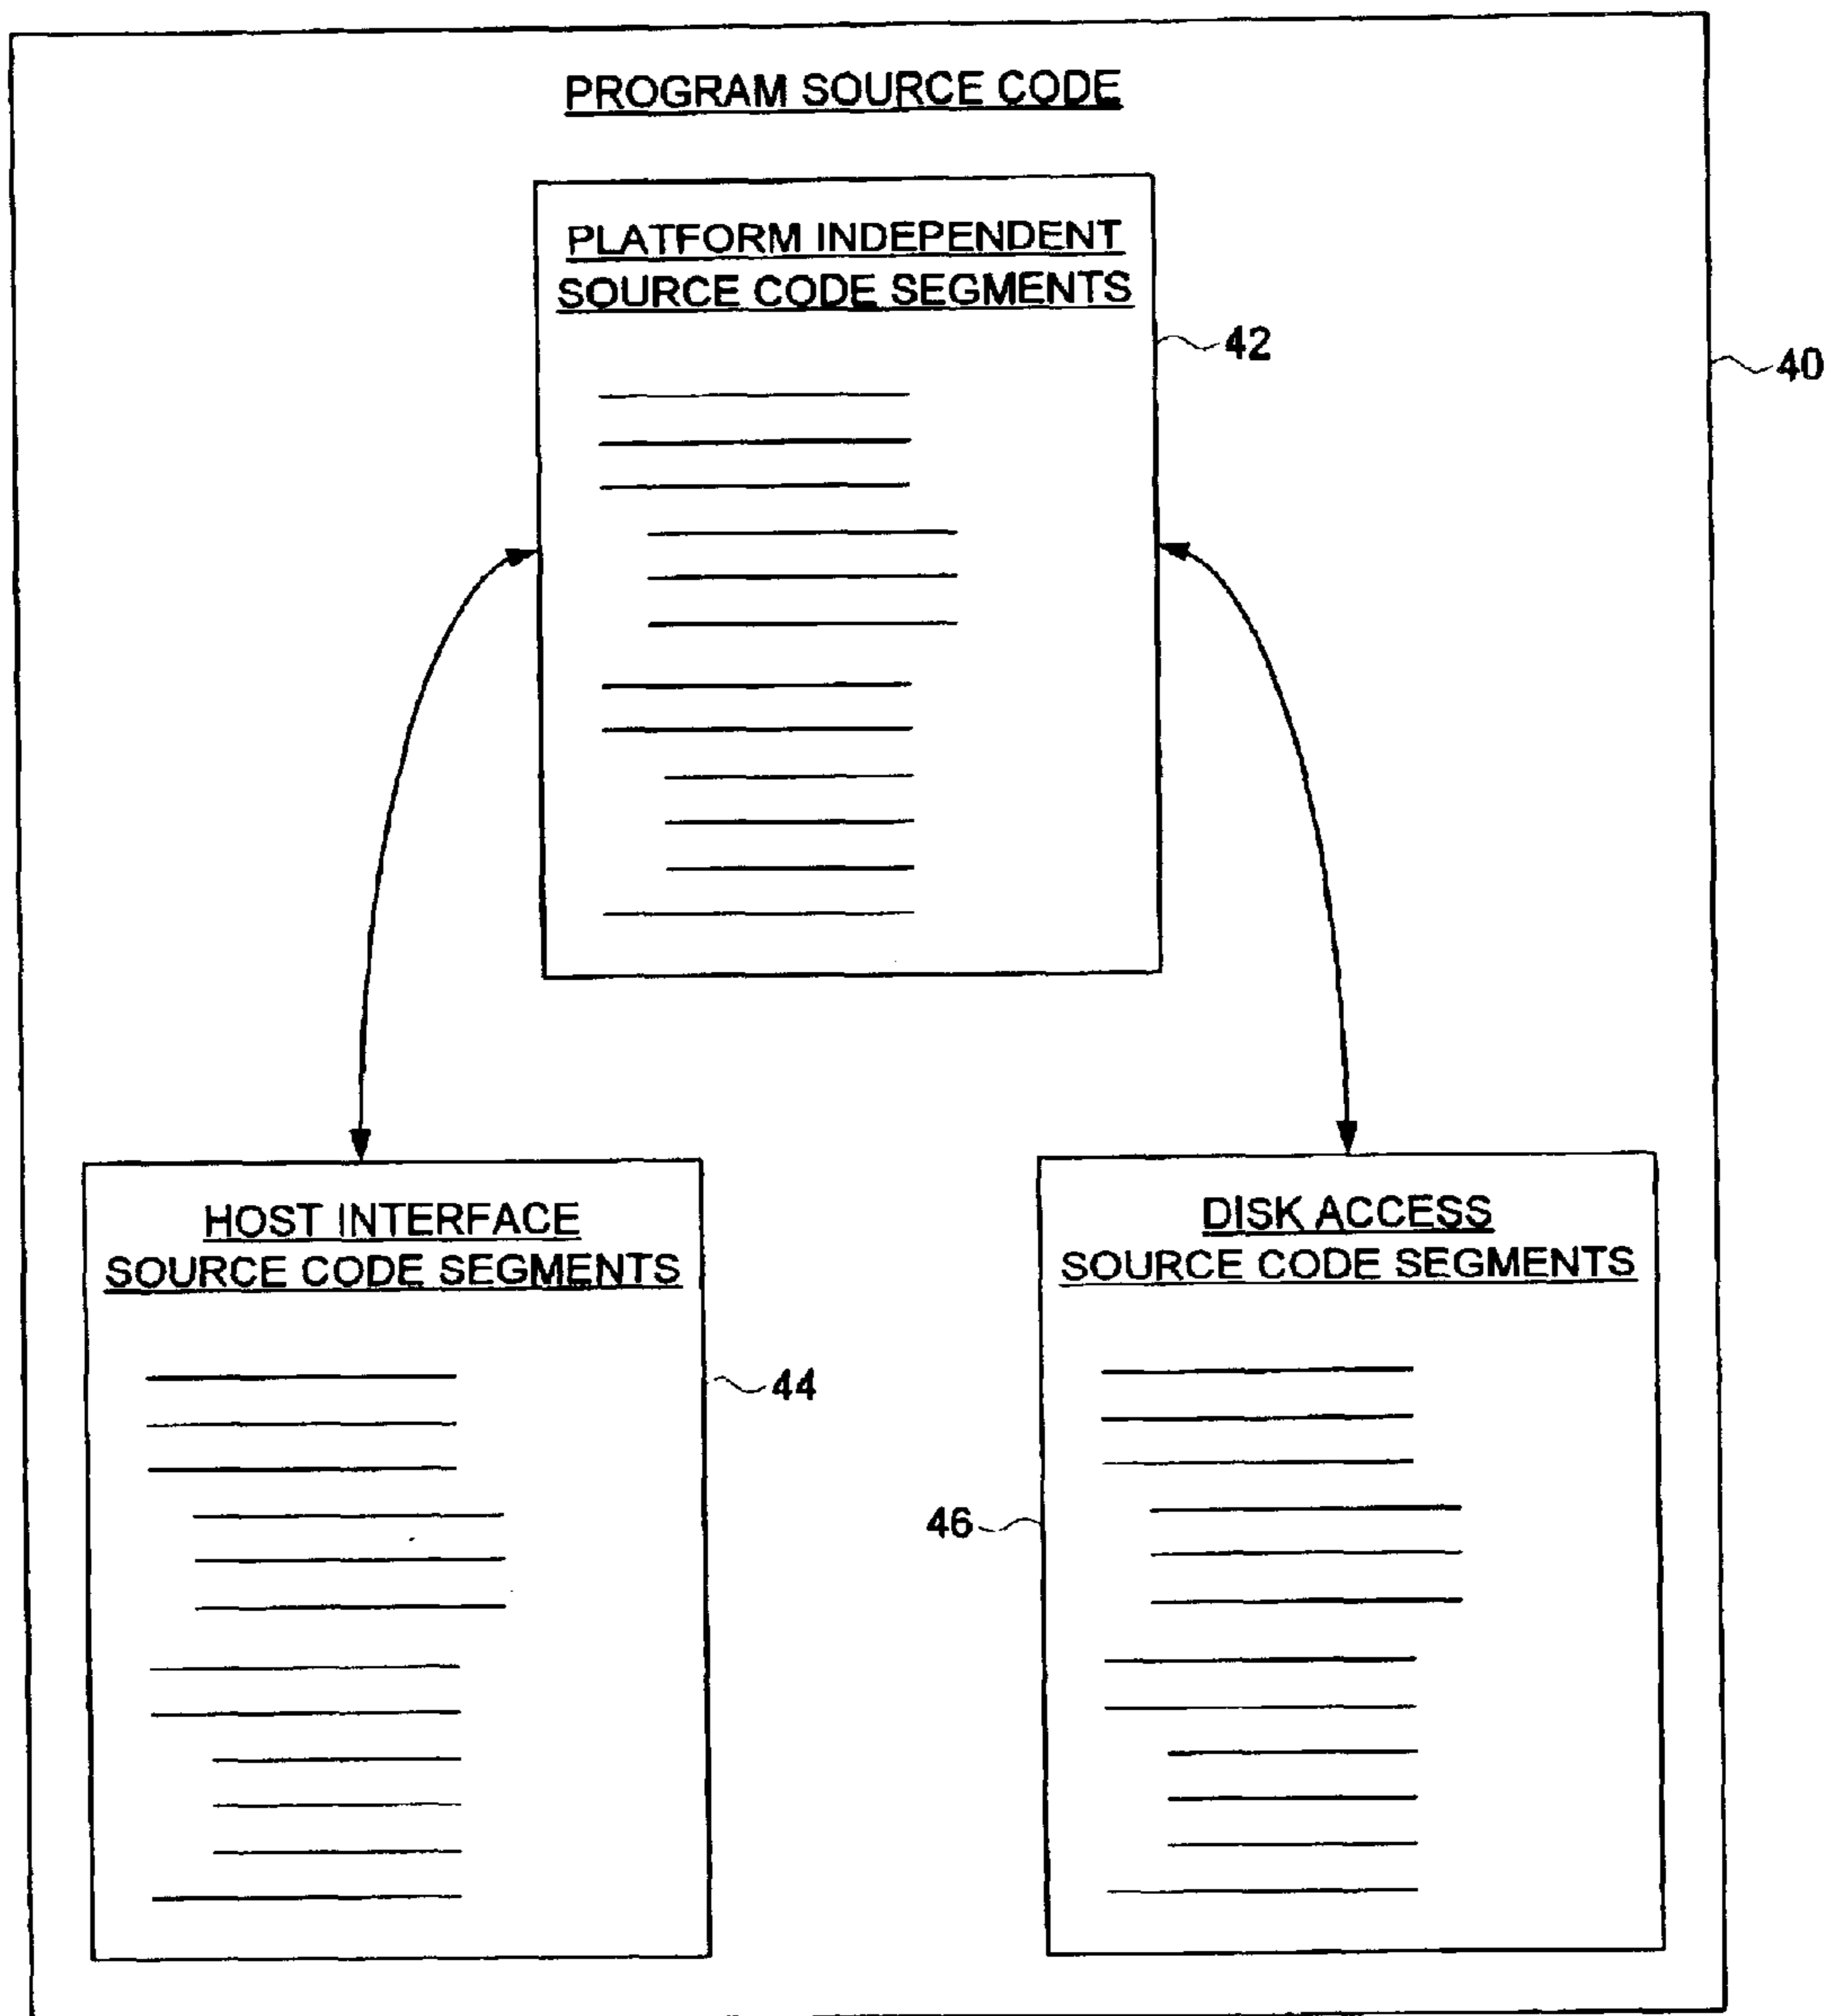 PROGRAM SOURCE CODE
PLATFORM INDEPENDENT
SOURCE CODE SEGMENTS
42
40
HOST INTERFACE
SOURCE CODE SEGMENTS
44
DISK ACCESS
SOURCE CODE SEGMENTS
46